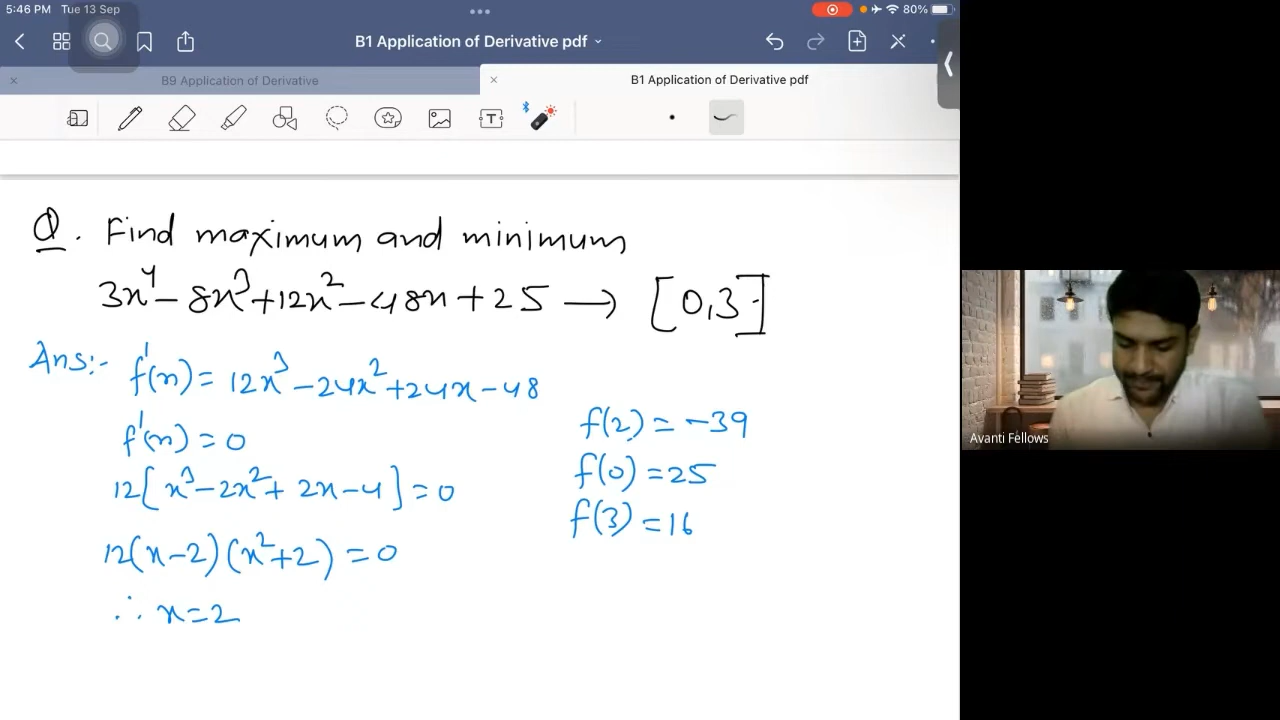 5:46 PM Tue 13 Sep
80%
B1 Application of Derivative pdf
B9 Application of Derivative
B1 Application of Derivative pdf
T
Q. Find maximum and minimum
3x⁴ - 8x³ + 12x² - 48x + 25 → [0,3]
Ans:- f'(x) = 12x³ - 24x² + 24x - 48
f'(x) = 0
12[x³ - 2x² + 2x - 4] = 0
12(x-2)(x²+2) = 0
∴ x = 2
f(2) = -39
f(0) = 25
f(3) = 16
Avanti Fellows